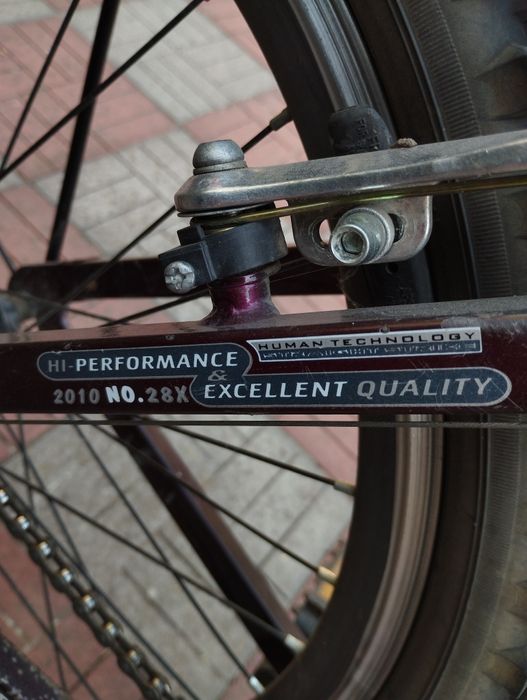 HUMAN TECHNOLOGY
HI-PERFORMANCE
&
2010 NO.28X EXCELLENT QUALITY